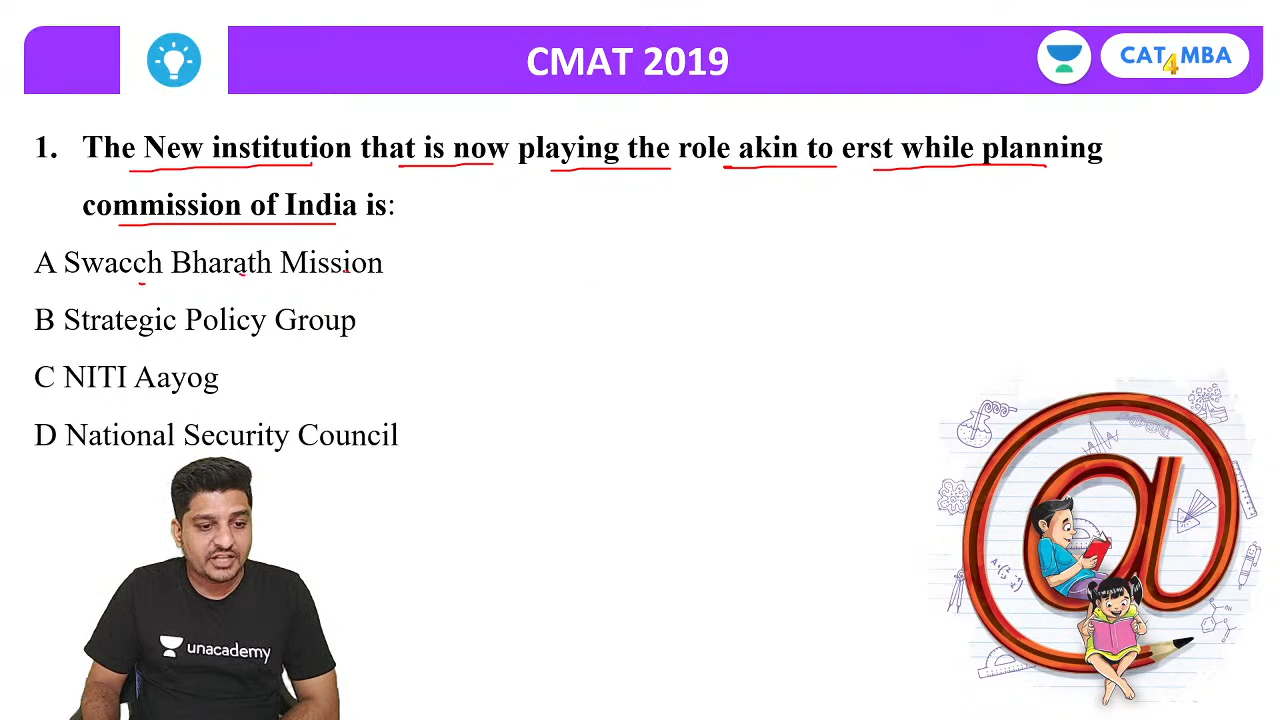 CMAT 2019
CAT4MBA
1. The New institution that is now playing the role akin to erst while planning
commission of India is:
A Swacch Bharath Mission
B Strategic Policy Group
C NITI Aayog
D National Security Council
unacademy